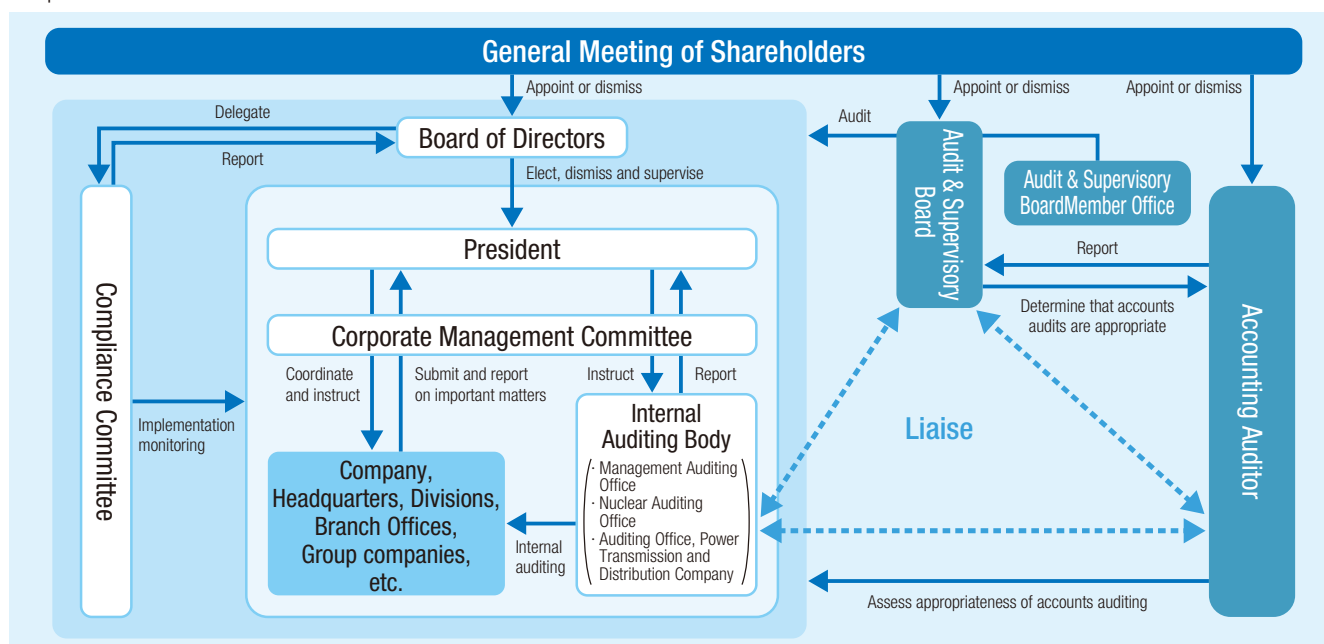 General Meeting of Shareholders
Appoint or dismiss
Appoint or dismiss
Appoint or dismiss
Delegate
Report
Board of Directors
Audit
Audit & Supervisory
Board
Audit & Supervisory
BoardMember Office
Elect, dismiss and supervise
President
Report
Determine that accounts
audits are appropriate
Accounting Auditor
Compliance Committee
Implementation
monitoring
Corporate Management Committee
Coordinate
and instruct
Submit and report
on important matters
Instruct
Report
Internal
Auditing Body
· Management Auditing
Office
· Nuclear Auditing
Office
· Auditing Office, Power
Transmission and
Distribution Company
Company,
Headquarters, Divisions,
Branch Offices,
Group companies,
etc.
Internal
auditing
Liaise
Assess appropriateness of accounts auditing